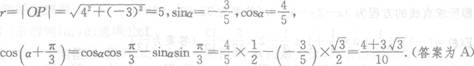 r=|OP|=√(4²+(-3)²)=5,sinα=-3/5,cosα=4/5,
cos(α+π/3)=cosαcos π/3-sinαsin π/3=4/5×1/2-(-3/5)×√3/2=(4+3√3)/10.(答案为 A)